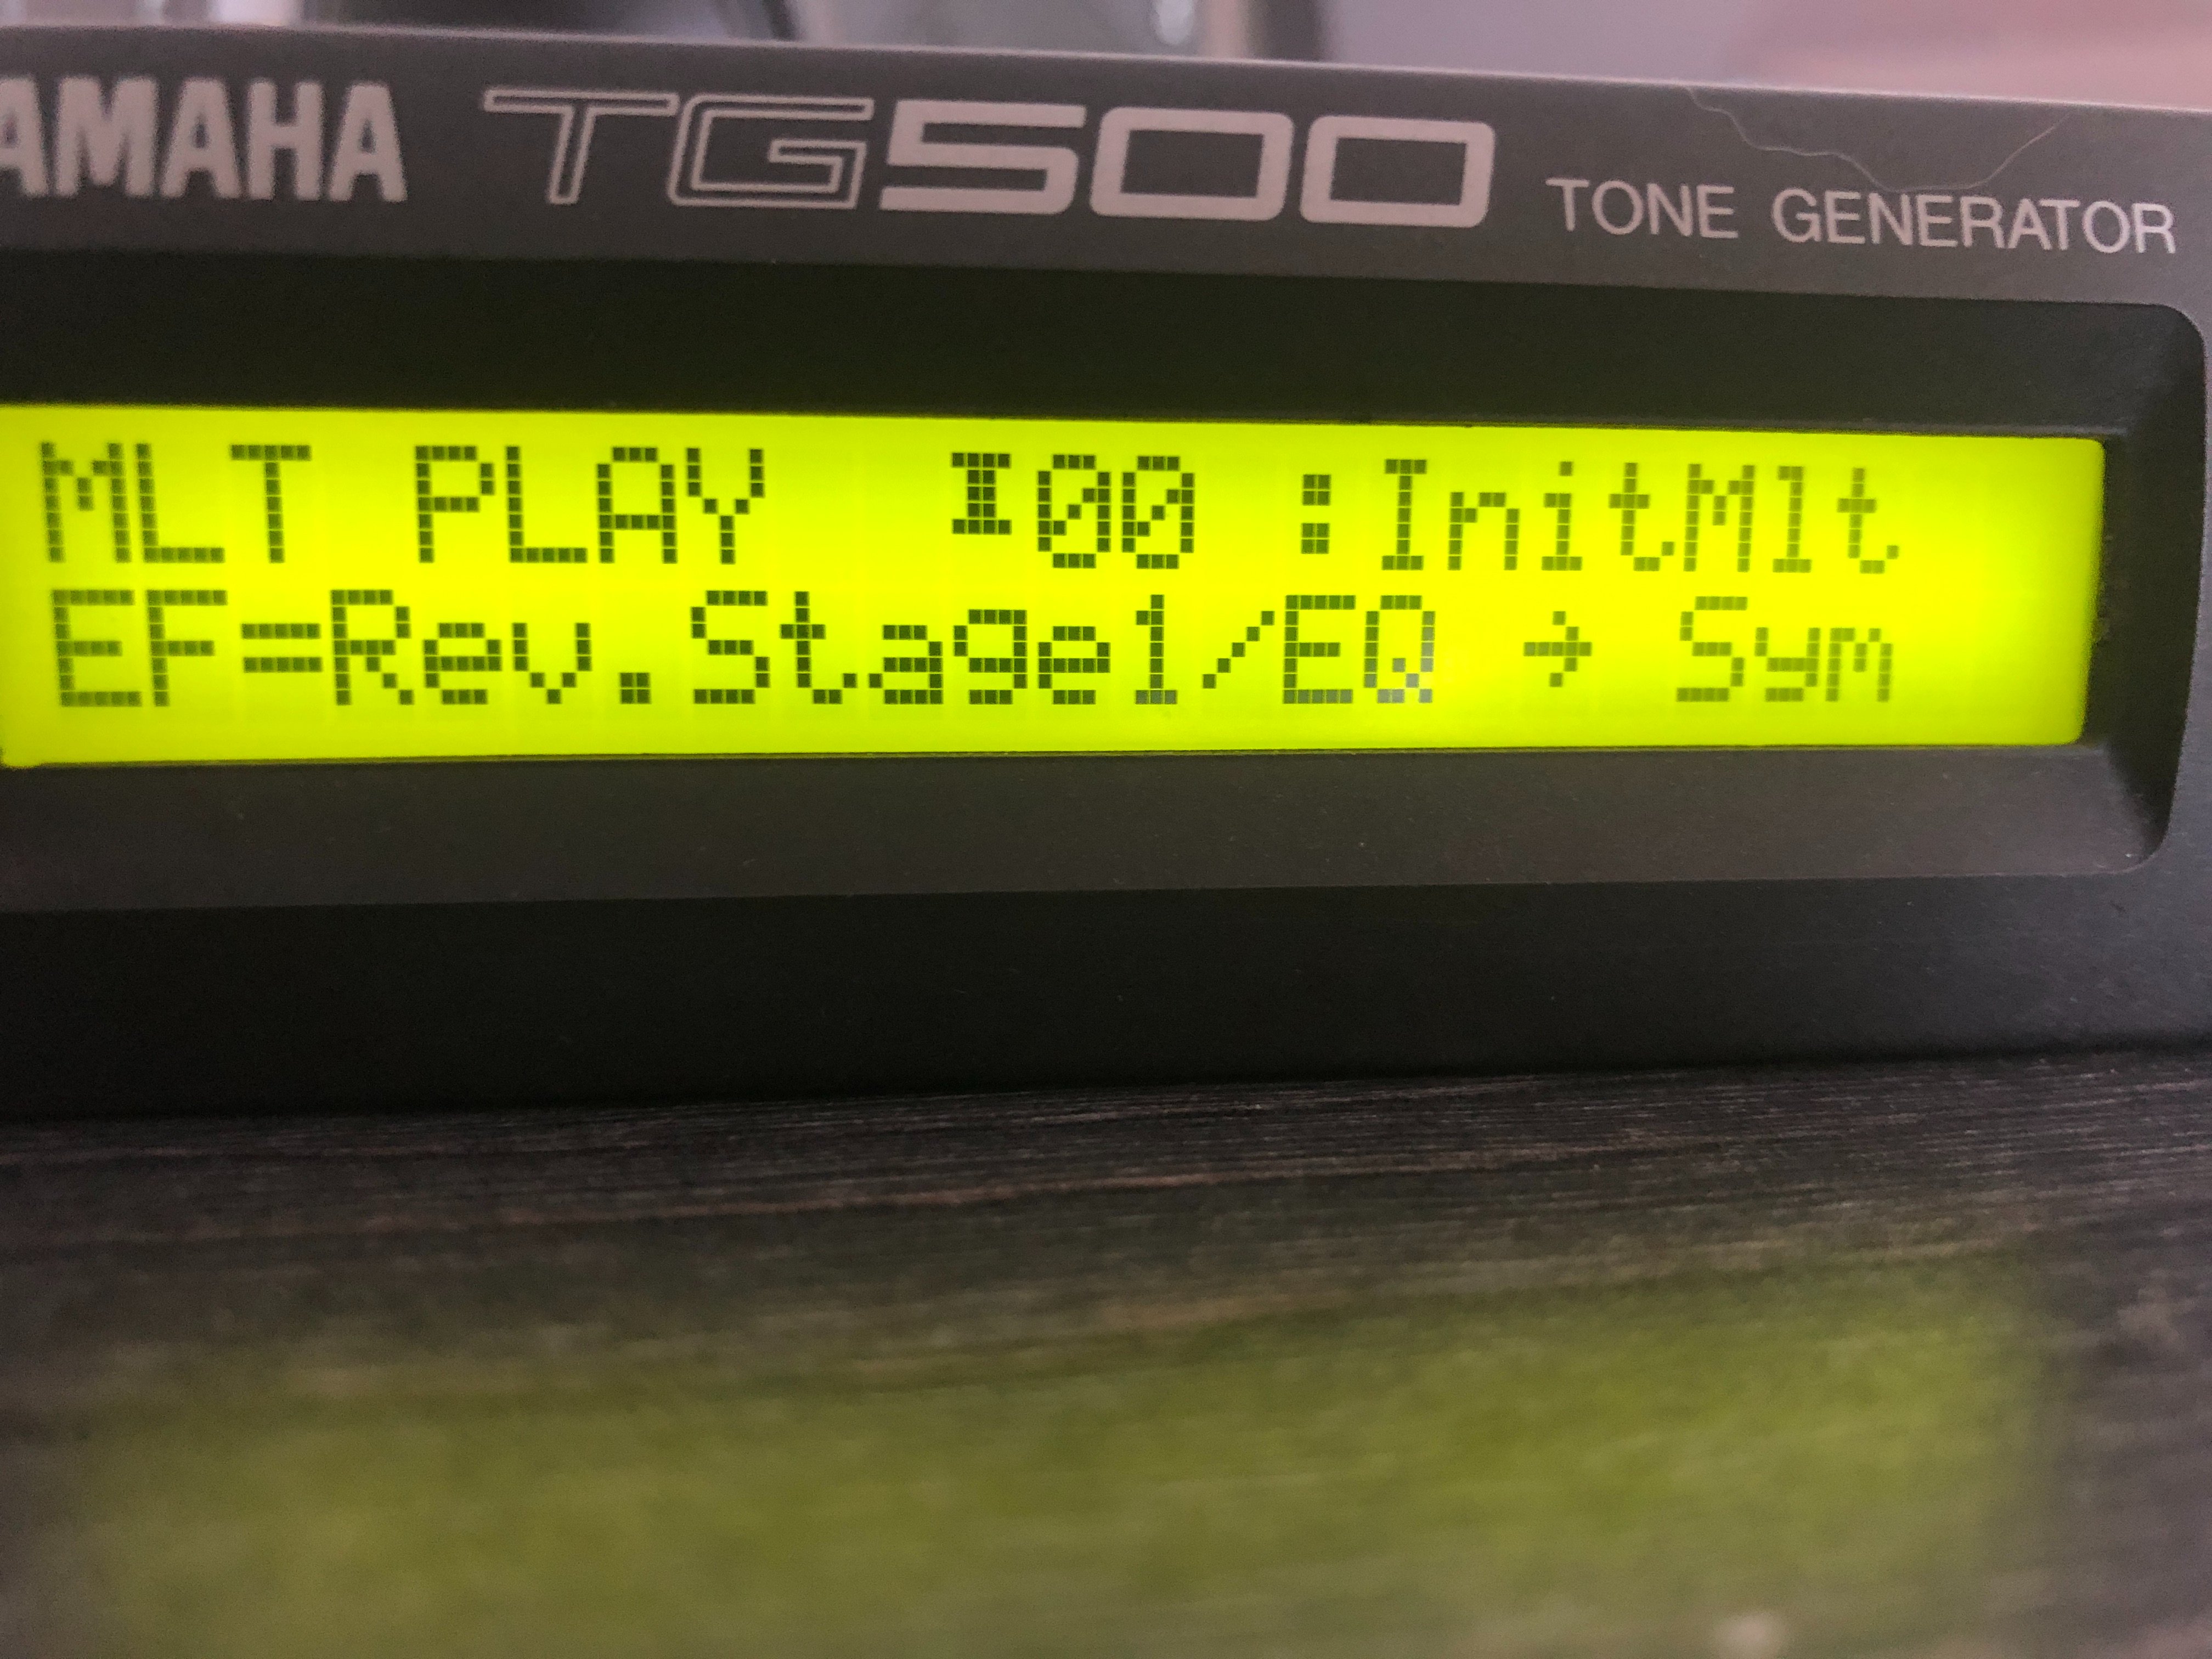 AMAHA TG500 TONE GENERATOR
MLT PLAY I00 :InitMlt
EF=Rev.Stage1/EQ → Sym